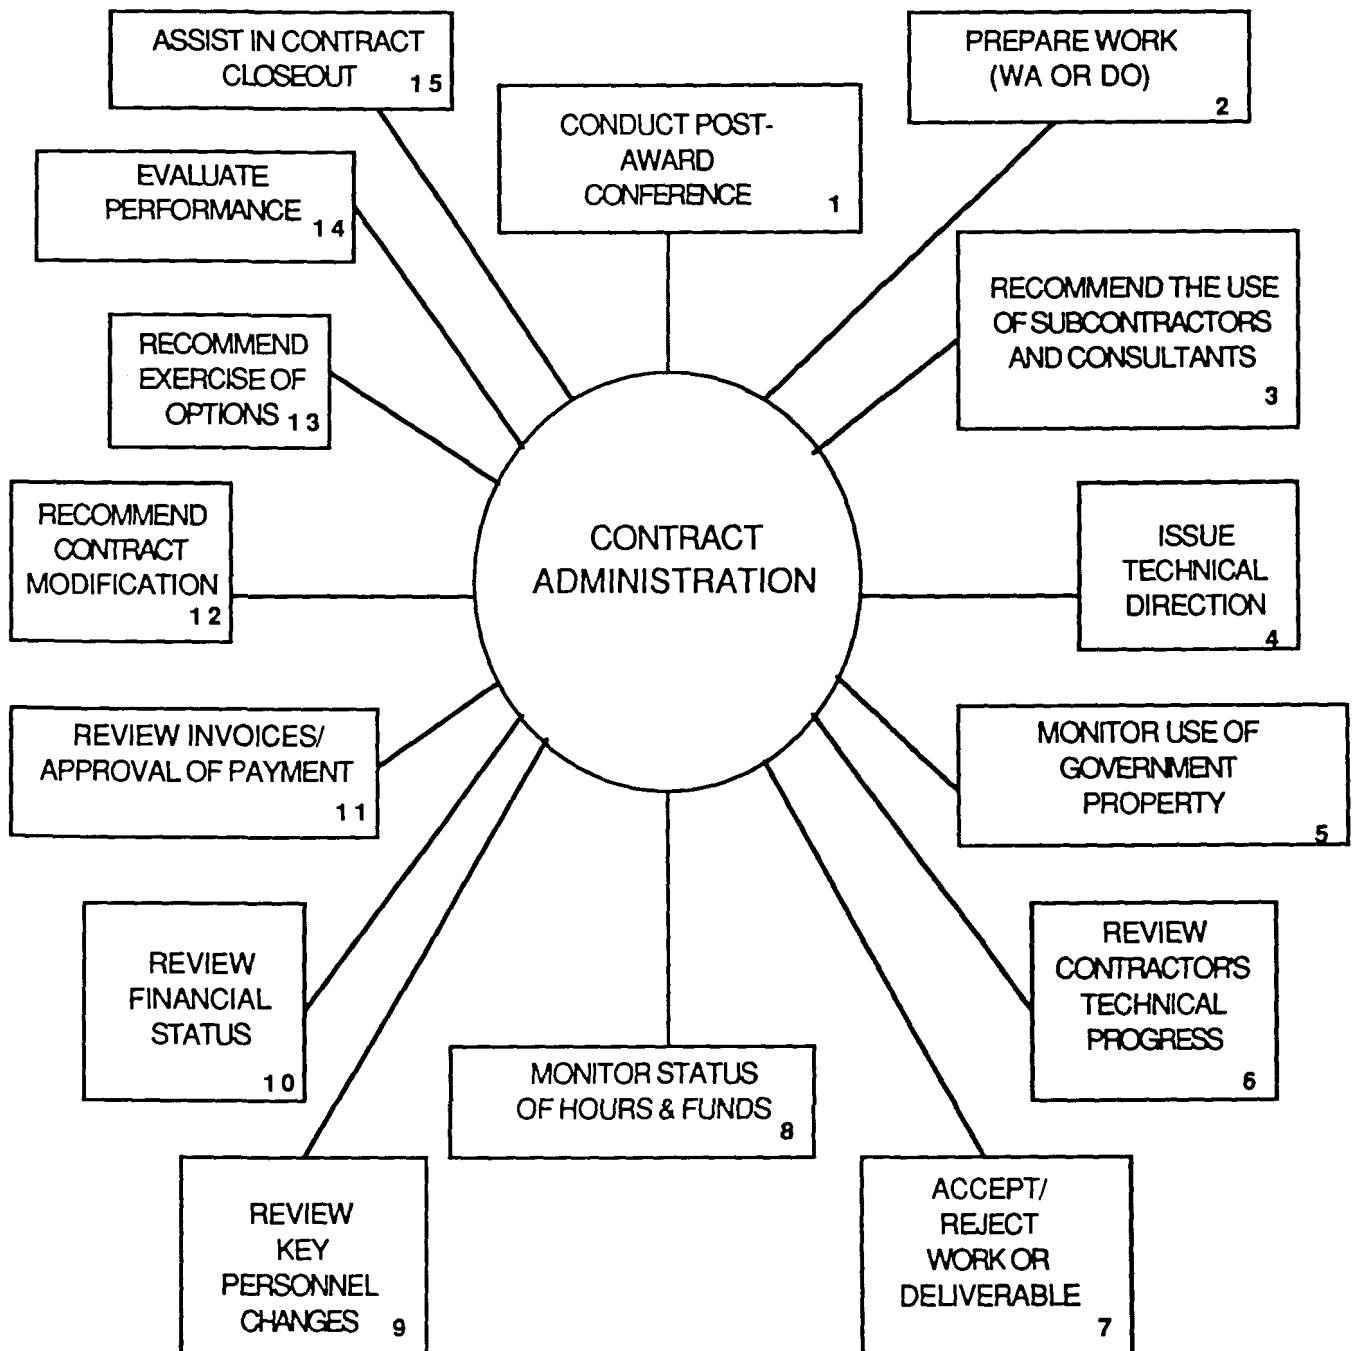 CONTRACT
ADMINISTRATION
CONDUCT POST-
AWARD
CONFERENCE
1
PREPARE WORK
(WA OR DO)
2
RECOMMEND THE USE
OF SUBCONTRACTORS
AND CONSULTANTS
3
ISSUE
TECHNICAL
DIRECTION
4
MONITOR USE OF
GOVERNMENT
PROPERTY
5
REVIEW
CONTRACTOR'S
TECHNICAL
PROGRESS
6
ACCEPT/
REJECT
WORK OR
DELIVERABLE
7
MONITOR STATUS
OF HOURS & FUNDS
8
REVIEW
KEY
PERSONNEL
CHANGES
9
REVIEW
FINANCIAL
STATUS
10
REVIEW INVOICES/
APPROVAL OF PAYMENT
11
RECOMMEND
CONTRACT
MODIFICATION
12
RECOMMEND
EXERCISE OF
OPTIONS
13
EVALUATE
PERFORMANCE
14
ASSIST IN CONTRACT
CLOSEOUT
15